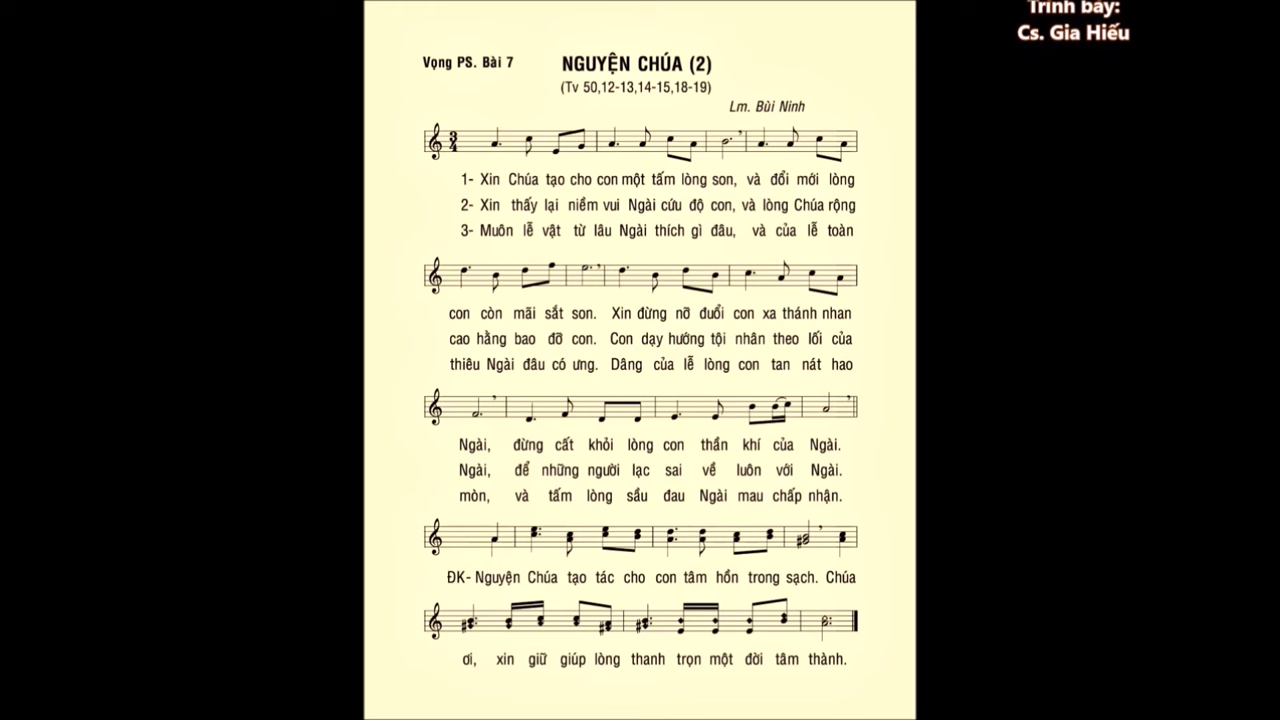 Trình bày:
Cs. Gia Hiếu
Vọng PS. Bài 7
NGUYỆN CHÚA (2)
(Tv 50,12-13,14-15,18-19)
Lm. Bùi Ninh
3
4
1- Xin Chúa tạo cho con một tấm lòng son, và đổi mới lòng
2- Xin thấy lại niềm vui Ngài cứu độ con, và lòng Chúa rộng
3- Muôn lễ vật từ lâu Ngài thích gì đâu, và của lễ toàn
con còn mãi sắt son. Xin đừng nỡ đuổi con xa thánh nhan
cao hằng bao đỡ con. Con dạy hướng tội nhân theo lối của
thiêu Ngài đâu có ưng. Dâng của lễ lòng con tan nát hao
Ngài, đừng cất khỏi lòng con thần khí của Ngài.
Ngài, để những người lạc sai về luôn với Ngài.
mòn, và tấm lòng sầu đau Ngài mau chấp nhận.
ĐK- Nguyện Chúa tạo tác cho con tâm hồn trong sạch. Chúa
ơi, xin giữ giúp lòng thanh trọn một đời tâm thành.